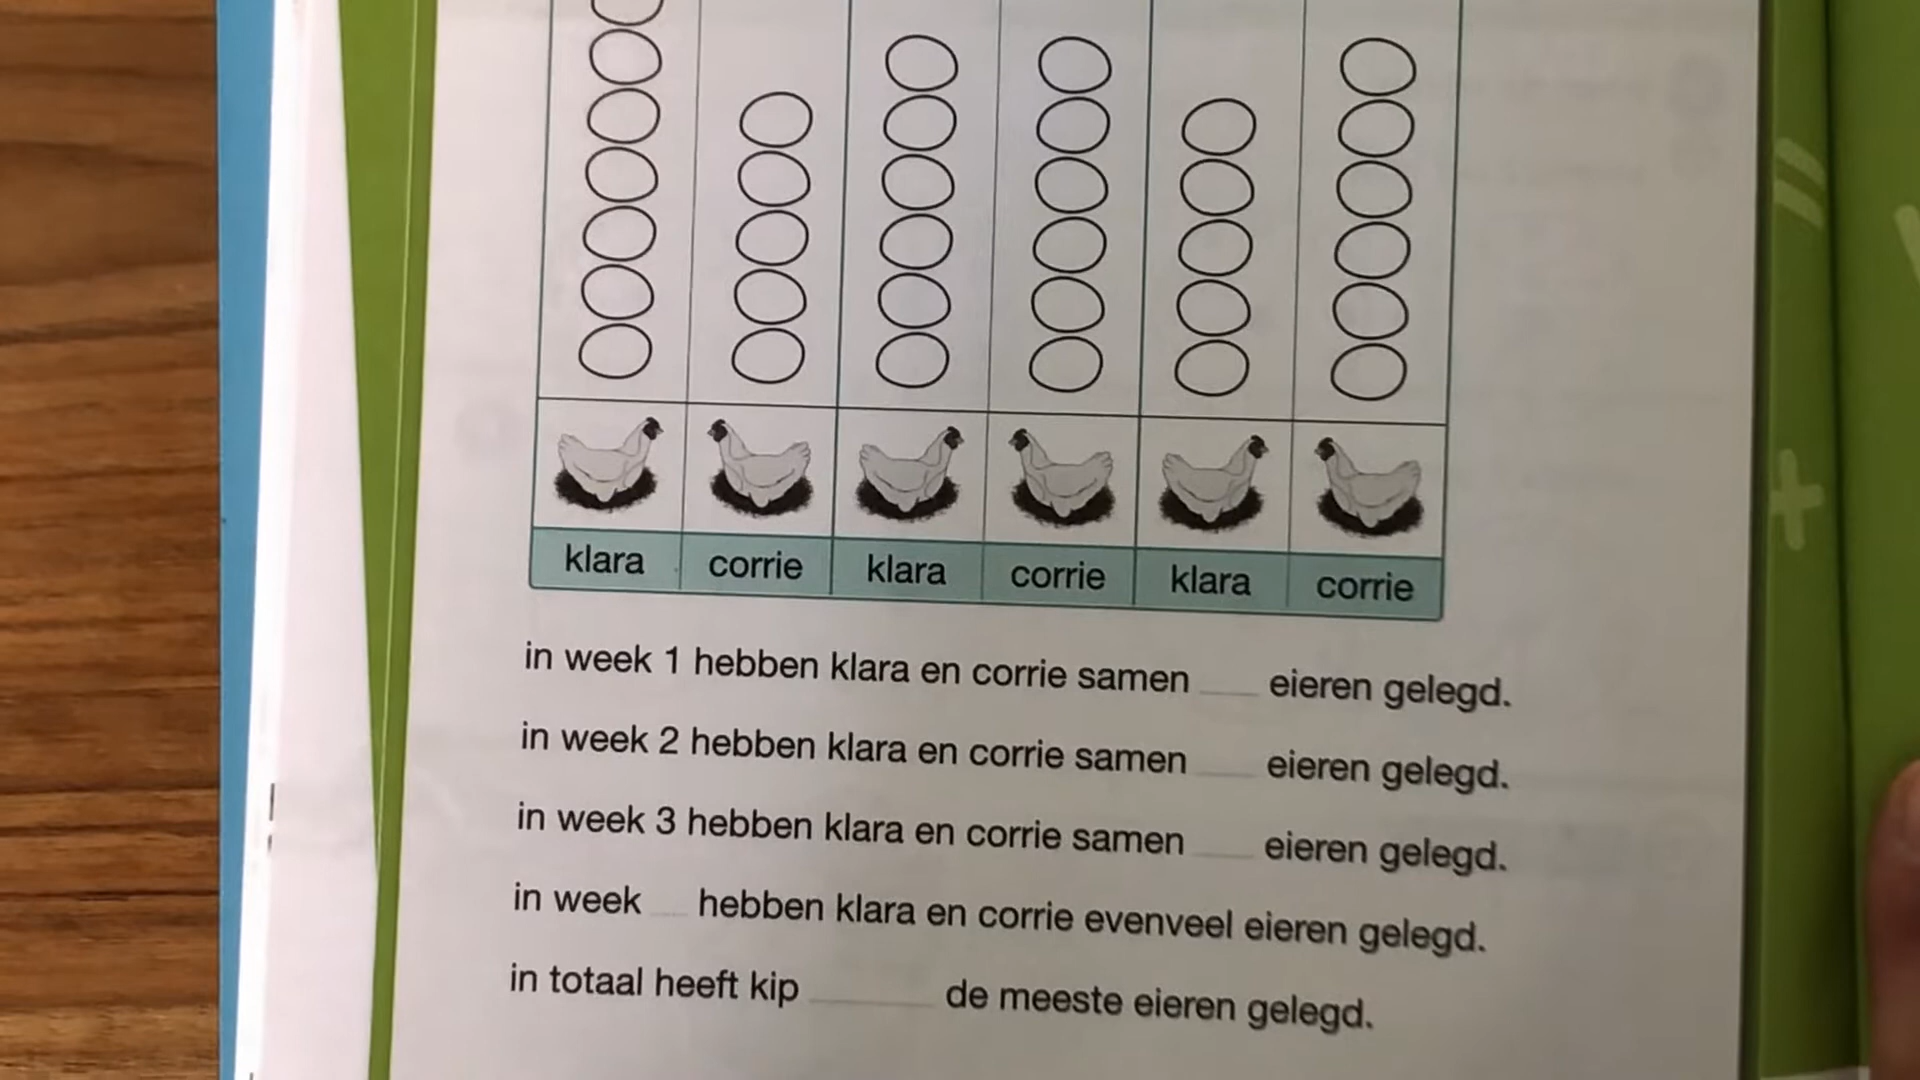 klara corrie klara corrie klara corrie
in week 1 hebben klara en corrie samen ___ eieren gelegd.
in week 2 hebben klara en corrie samen ___ eieren gelegd.
in week 3 hebben klara en corrie samen ___ eieren gelegd.
in week __ hebben klara en corrie evenveel eieren gelegd.
in totaal heeft kip ______ de meeste eieren gelegd.
=
+